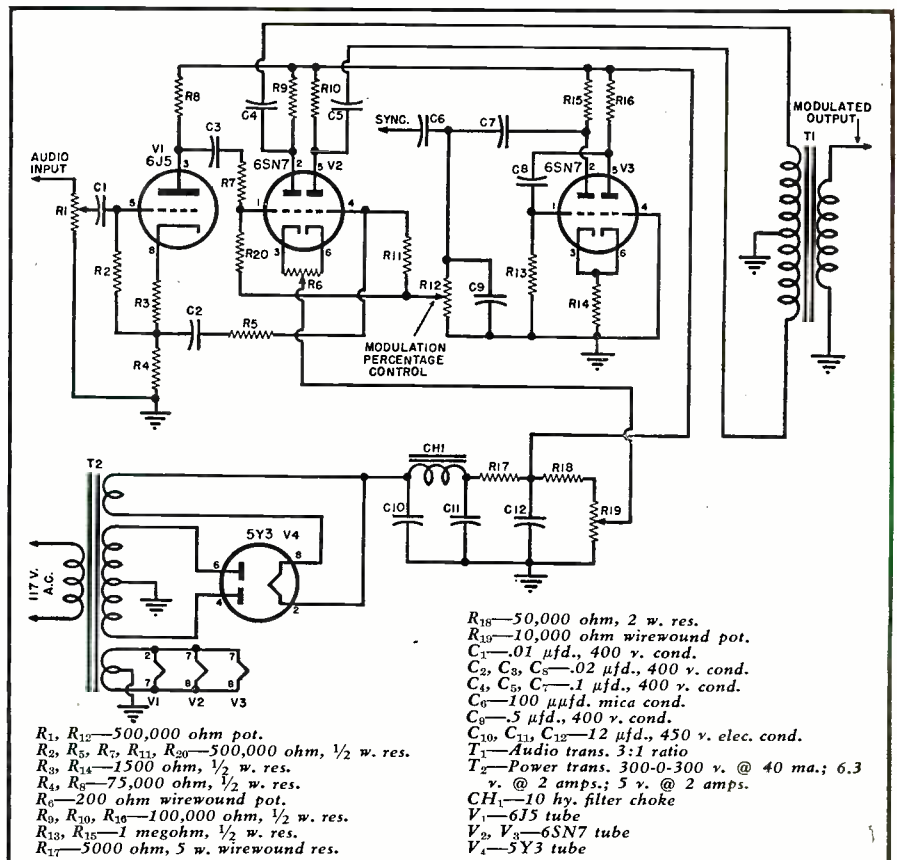 R9
R10
R15
R16
R8
C4
C5
SYNC.
C6
C7
MODULATED
OUTPUT
T1
C3
V1
6J5
3
AUDIO
INPUT
R7
6SN7
2
5
V2
C8
6SN7
2
5
V3
R1
C1
5
1
4
1
4
8
R2
R20
3
6
R6
R11
R12
C9
R13
3
6
R14
R3
C2
R5
MODULATION
PERCENTAGE
CONTROL
R4
T2
CH1
R17
R18
C10
C11
C12
R19
5Y3 V4
6
8
4
2
117 V.
A.C.
2
7
7
7
8
8
V1
V2
V3
R1, R12—500,000 ohm pot.
R2, R5, R7, R11, R20—500,000 ohm, ½ w. res.
R3, R14—1500 ohm, ½ w. res.
R4, R8—75,000 ohm, ½ w. res.
R6—200 ohm wirewound pot.
R9, R10, R16—100,000 ohm, ½ w. res.
R13, R15—1 megohm, ½ w. res.
R17—5000 ohm, 5 w. wirewound res.
R18—50,000 ohm, 2 w. res.
R19—10,000 ohm wirewound pot.
C1—.01 μfd., 400 v. cond.
C2, C3, C8—.02 μfd., 400 v. cond.
C4, C5, C7—.1 μfd., 400 v. cond.
C6—100 μμfd. mica cond.
C9—.5 μfd., 400 v. cond.
C10, C11, C12—12 μfd., 450 v. elec. cond.
T1—Audio trans. 3:1 ratio
T2—Power trans. 300-0-300 v. @ 40 ma.; 6.3
v. @ 2 amps.; 5 v. @ 2 amps.
CH1—10 hy. filter choke
V1—6J5 tube
V2, V3—6SN7 tube
V4—5Y3 tube